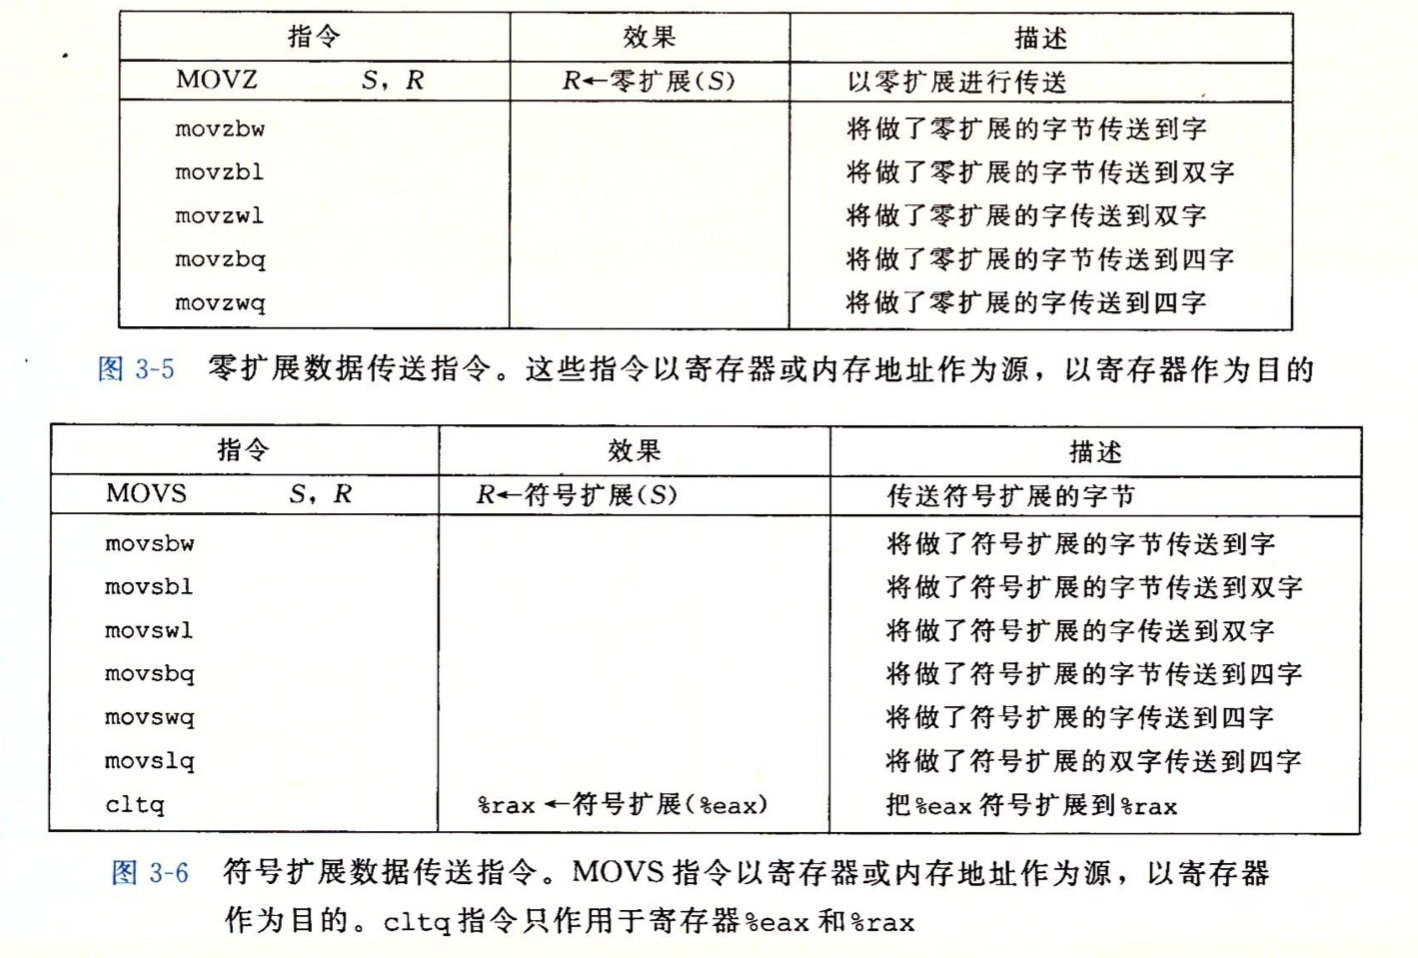 指令 效果 描述
MOVZ S, R R←零扩展(S) 以零扩展进行传送
movzbw 将做了零扩展的字节传送到字
movzbl 将做了零扩展的字节传送到双字
movzwl 将做了零扩展的字传送到双字
movzbq 将做了零扩展的字节传送到四字
movzwq 将做了零扩展的字传送到四字
图 3-5 零扩展数据传送指令。这些指令以寄存器或内存地址作为源，以寄存器作为目的
指令 效果 描述
MOVS S, R R←符号扩展(S) 传送符号扩展的字节
movsbw 将做了符号扩展的字节传送到字
movsbl 将做了符号扩展的字节传送到双字
movswl 将做了符号扩展的字传送到双字
movsbq 将做了符号扩展的字节传送到四字
movswq 将做了符号扩展的字传送到四字
movslq 将做了符号扩展的双字传送到四字
cltq %rax←符号扩展(%eax) 把%eax符号扩展到%rax
图 3-6 符号扩展数据传送指令。MOVS指令以寄存器或内存地址作为源，以寄存器
作为目的。cltq指令只作用于寄存器%eax和%rax